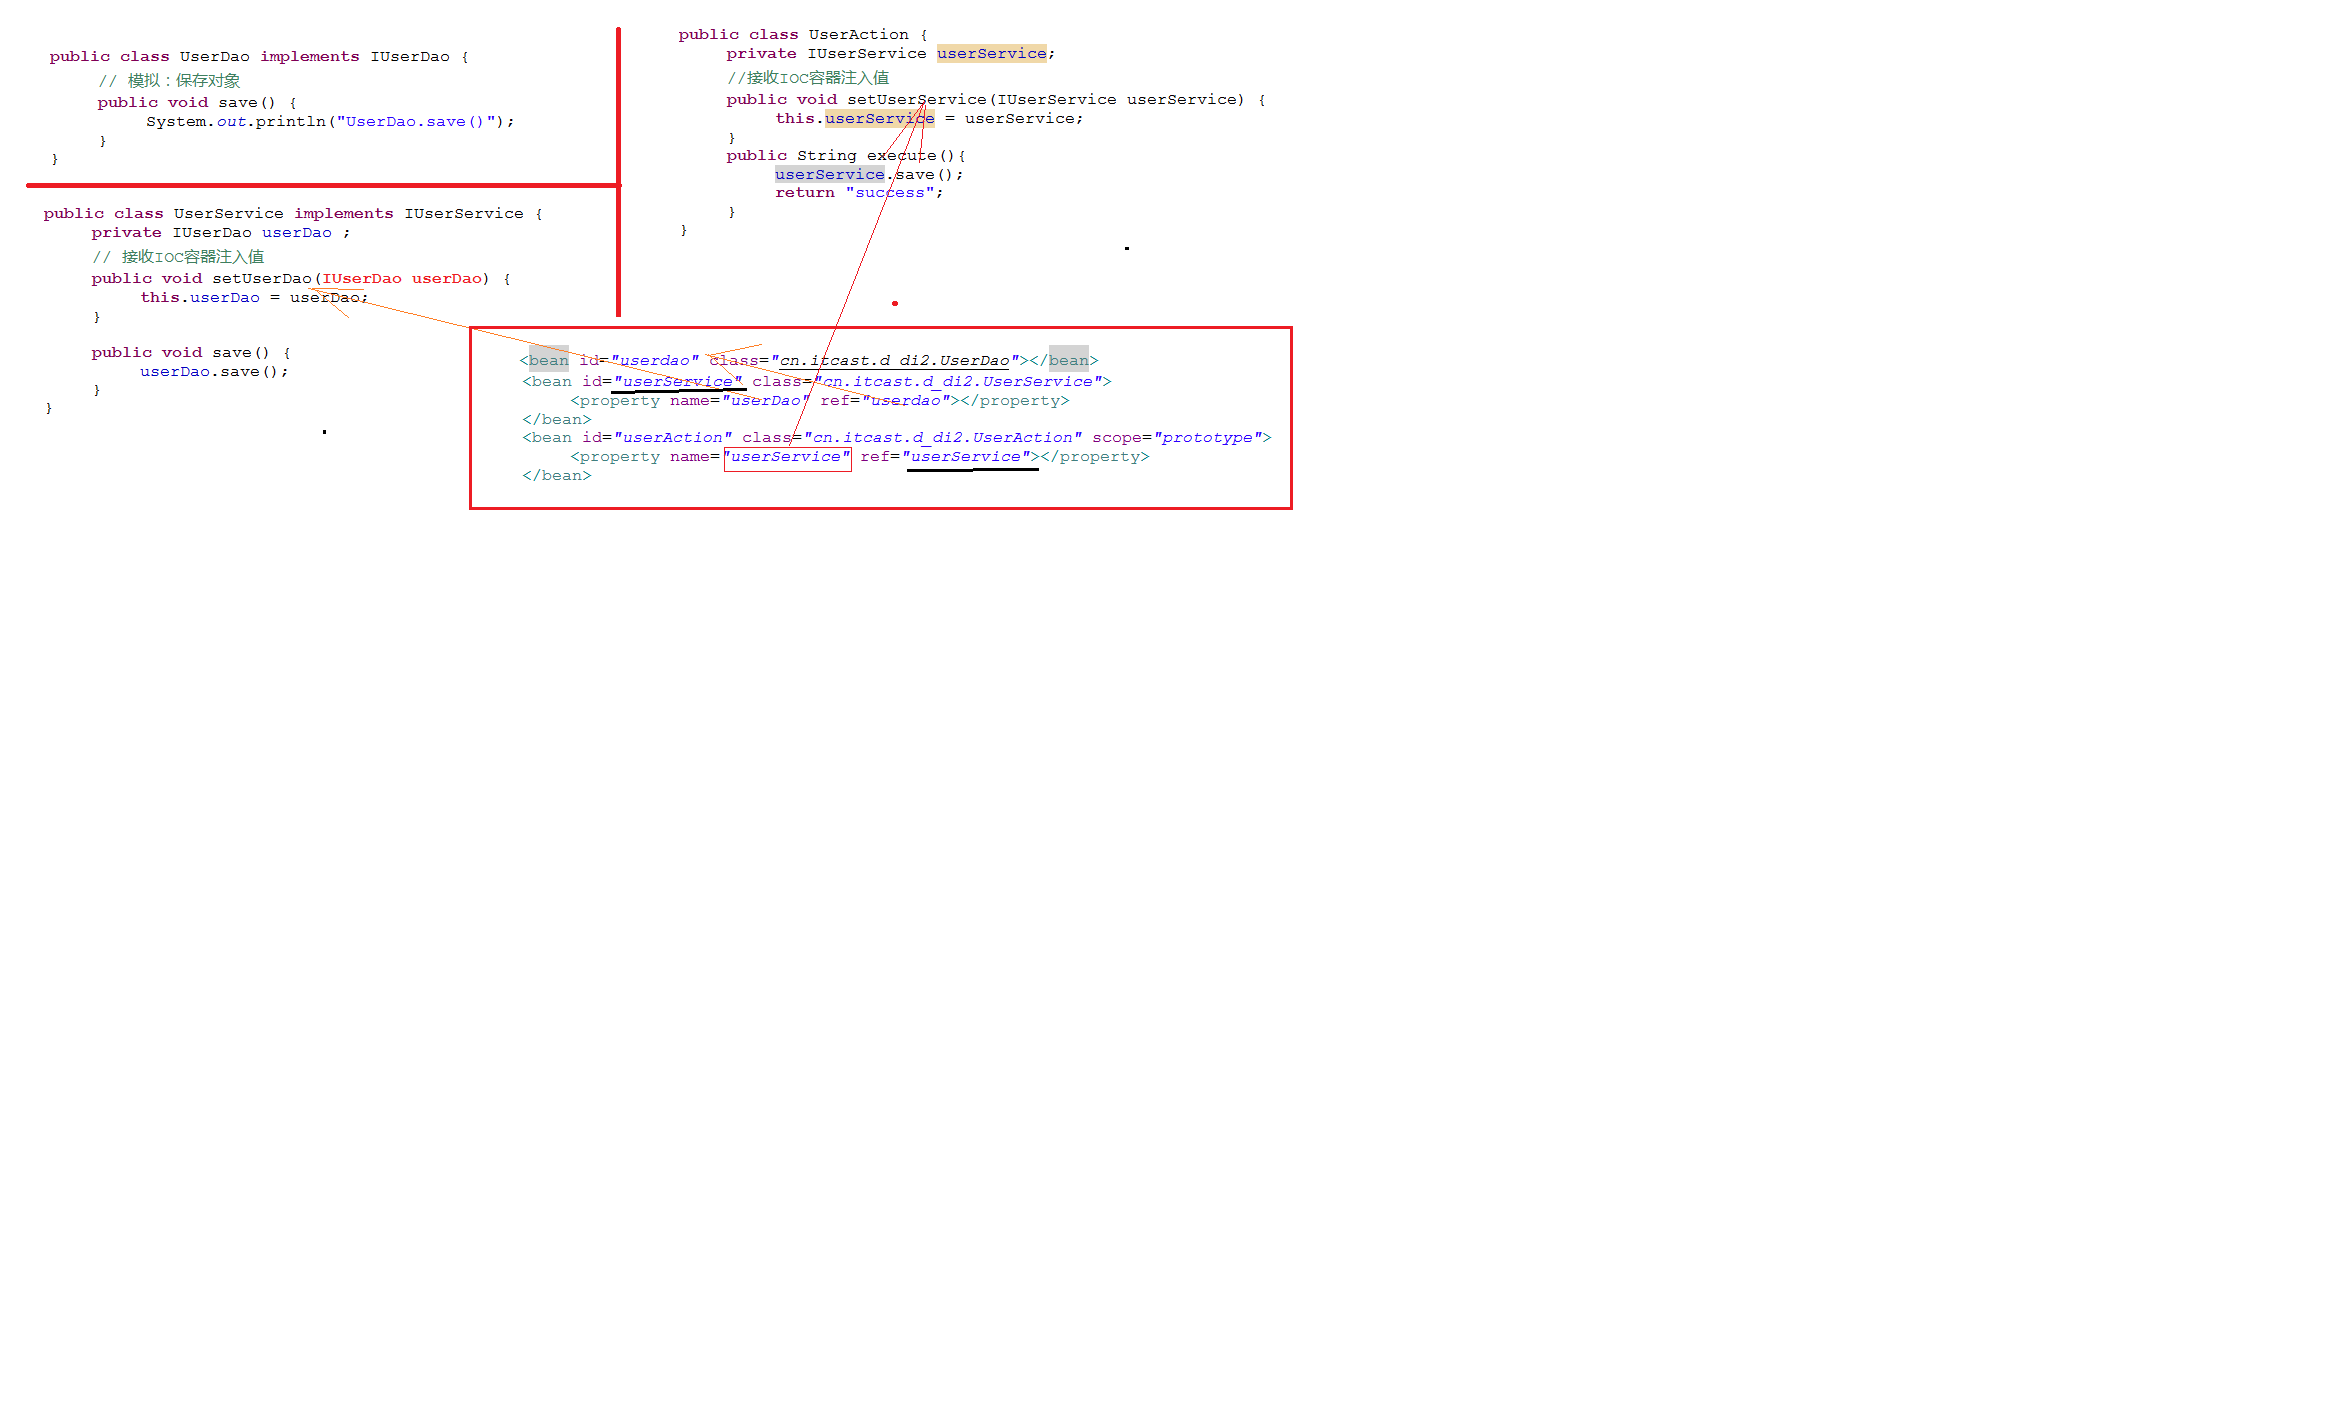 public class UserDao implements IUserDao {
// 模拟：保存对象
public void save() {
System.out.println("UserDao.save()");
}
}
public class UserService implements IUserService {
private IUserDao userDao ;
// 接收IOC容器注入值
public void setUserDao(IUserDao userDao) {
this.userDao = userDao;
}
public void save() {
userDao.save();
}
}
public class UserAction {
private IUserService userService;
//接收IOC容器注入值
public void setUserService(IUserService userService) {
this.userService = userService;
}
public String execute(){
userService.save();
return "success";
}
}
<bean id="userdao" class="cn.itcast.d_di2.UserDao"></bean>
<bean id="userService" class="cn.itcast.d_di2.UserService">
<property name="userDao" ref="userdao"></property>
</bean>
<bean id="userAction" class="cn.itcast.d_di2.UserAction" scope="prototype">
<property name="userService" ref="userService"></property>
</bean>